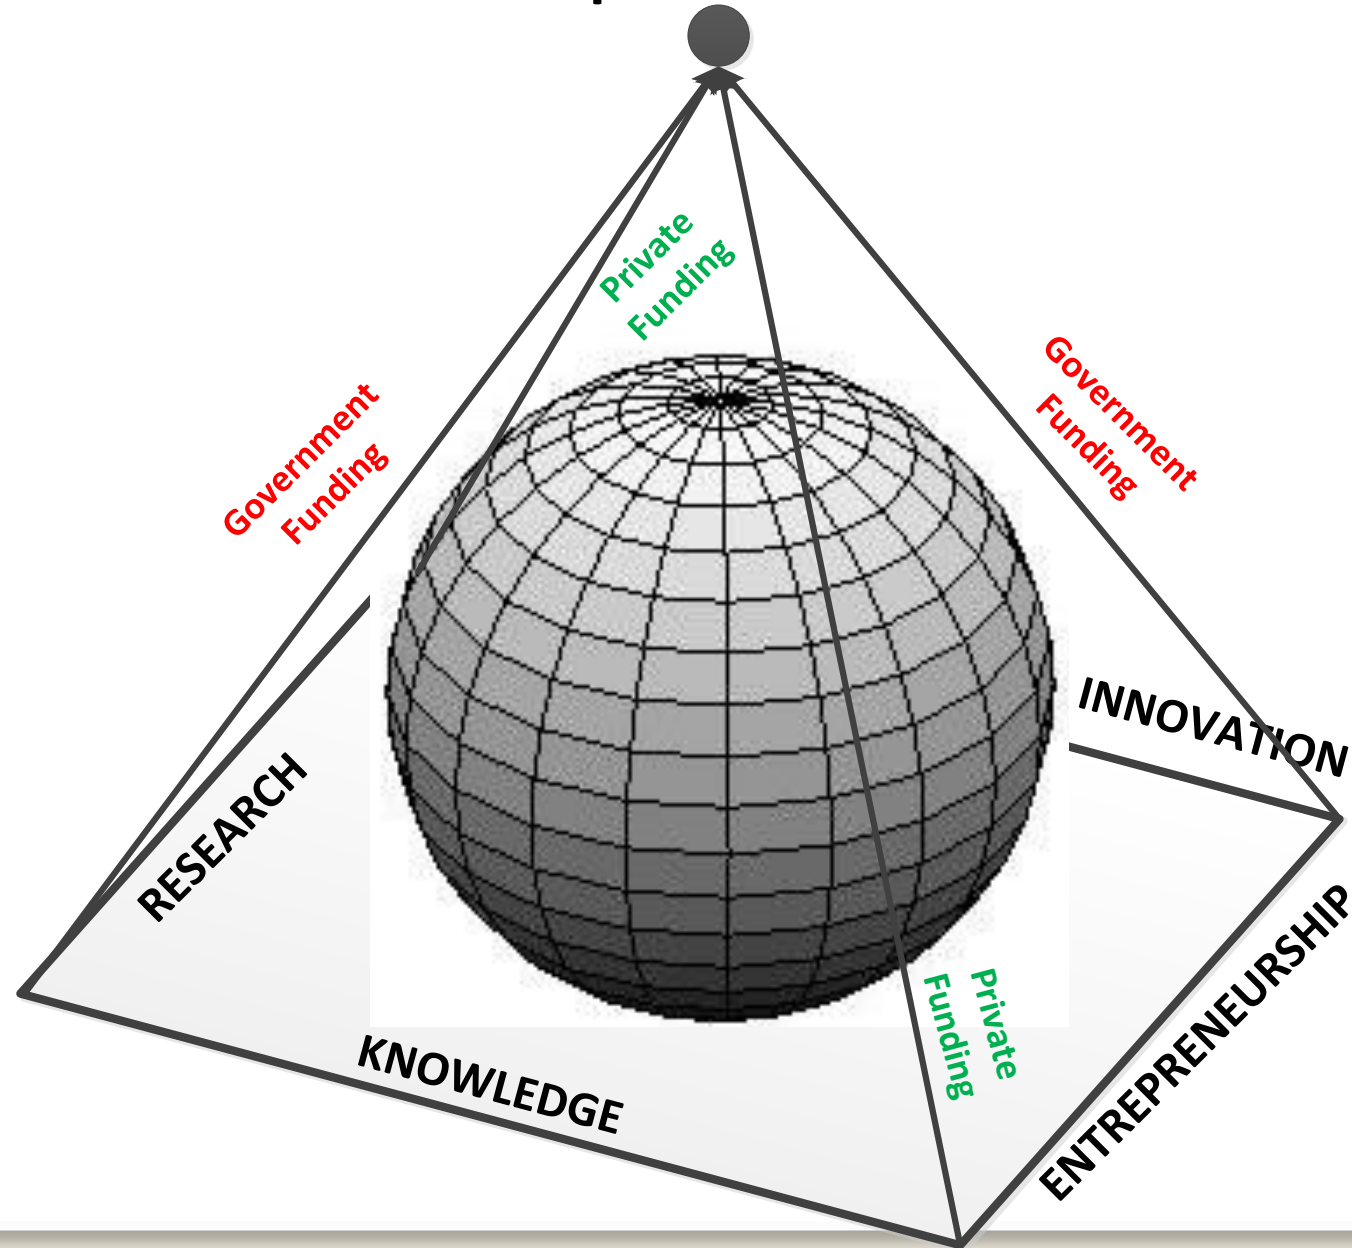 Private
Funding
Government
Funding
Government
Funding
INNOVATION
RESEARCH
ENTREPRENEURSHIP
Private
Funding
KNOWLEDGE